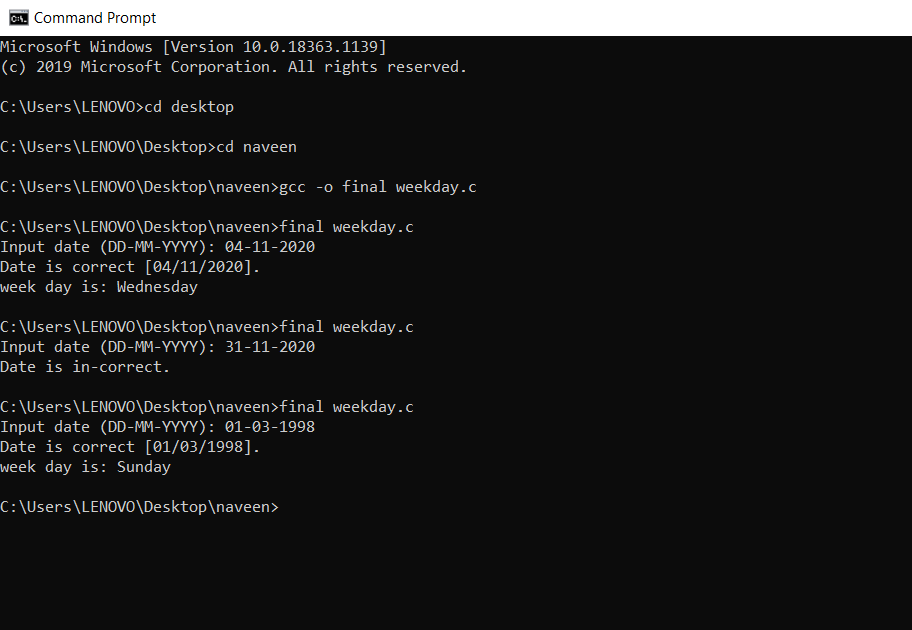 Command Prompt
Microsoft Windows [Version 10.0.18363.1139]
(c) 2019 Microsoft Corporation. All rights reserved.
C:\Users\LENOVO>cd desktop
C:\Users\LENOVO\Desktop>cd naveen
C:\Users\LENOVO\Desktop\naveen>gcc -o final weekday.c
C:\Users\LENOVO\Desktop\naveen>final weekday.c
Input date (DD-MM-YYYY): 04-11-2020
Date is correct [04/11/2020].
week day is: Wednesday
C:\Users\LENOVO\Desktop\naveen>final weekday.c
Input date (DD-MM-YYYY): 31-11-2020
Date is in-correct.
C:\Users\LENOVO\Desktop\naveen>final weekday.c
Input date (DD-MM-YYYY): 01-03-1998
Date is correct [01/03/1998].
week day is: Sunday
C:\Users\LENOVO\Desktop\naveen>